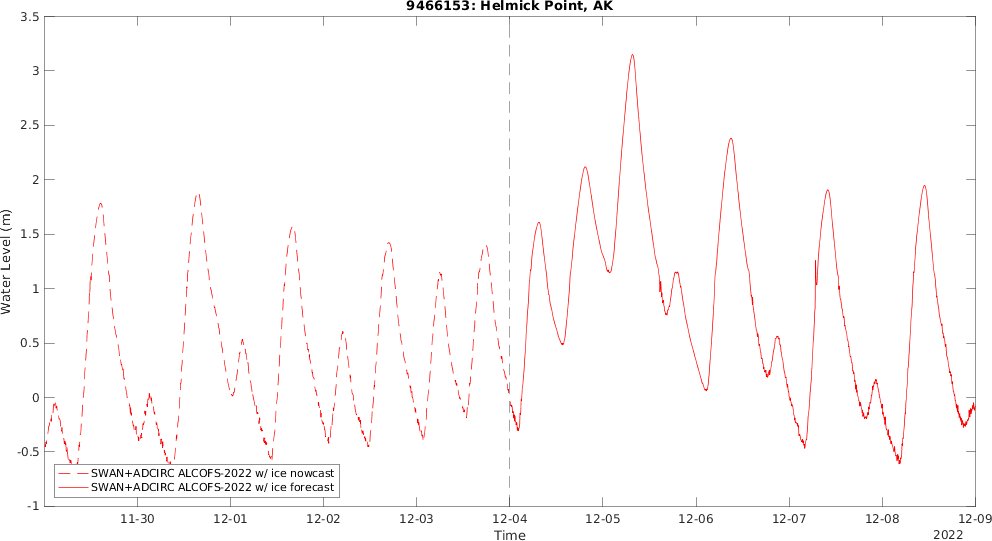 9466153: Helmick Point, AK
3.5
3
2.5
2
1.5
1
0.5
0
-0.5
-1
Water Level (m)
SWAN+ADCIRC ALCOFS-2022 w/ ice nowcast
SWAN+ADCIRC ALCOFS-2022 w/ ice forecast
11-30 12-01 12-02 12-03 12-04 12-05 12-06 12-07 12-08 12-09
Time
2022